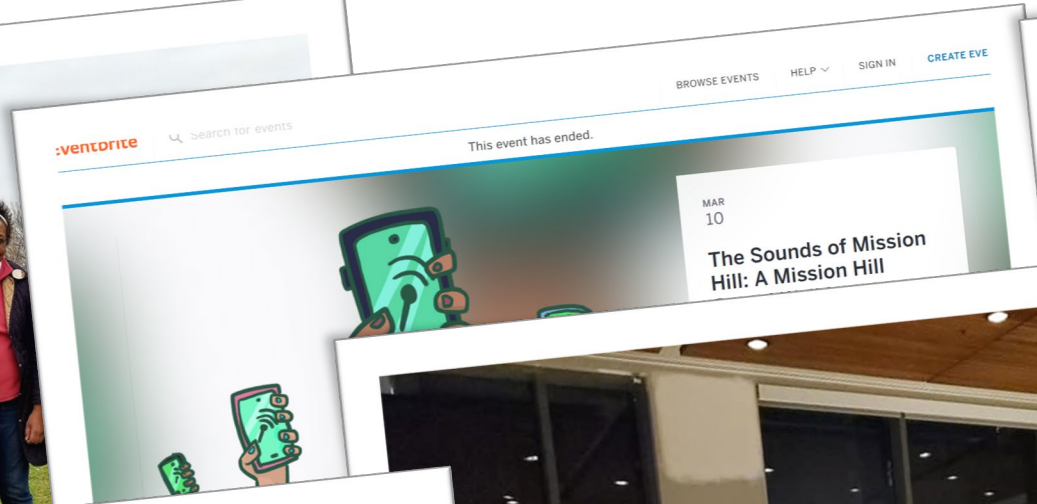 eventbrite
Search for events
BROWSE EVENTS
HELP
SIGN IN
CREATE EVE
This event has ended.
MAR
10
The Sounds of Mission
Hill: A Mission Hill